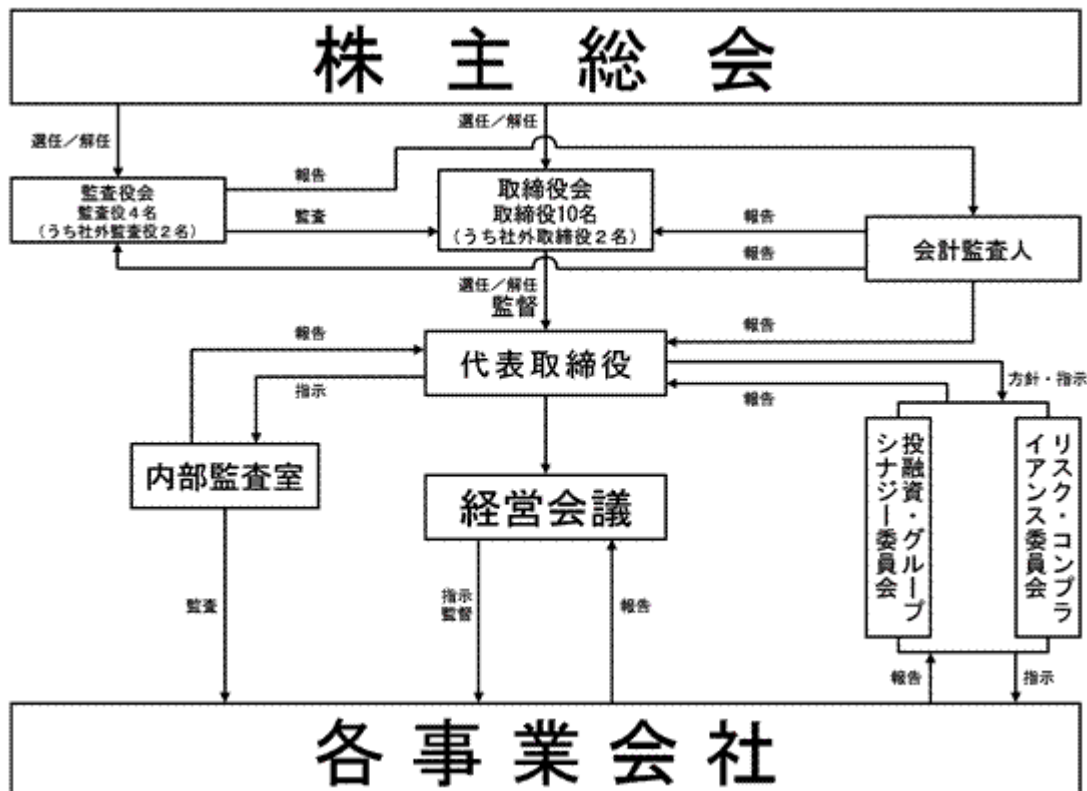 株主総会
選任／解任
選任／解任
監査役会
監査役４名
(うち社外監査役２名)
報告
監査
取締役会
取締役10名
(うち社外取締役２名)
報告
報告
会計監査人
選任／解任
監督
報告
報告
代表取締役
指示
報告
方針・指示
内部監査室
経営会議
投融資・グループ
シナジー委員会
リスク・コンプラ
イアンス委員会
監査
指示
監督
報告
報告
指示
各事業会社